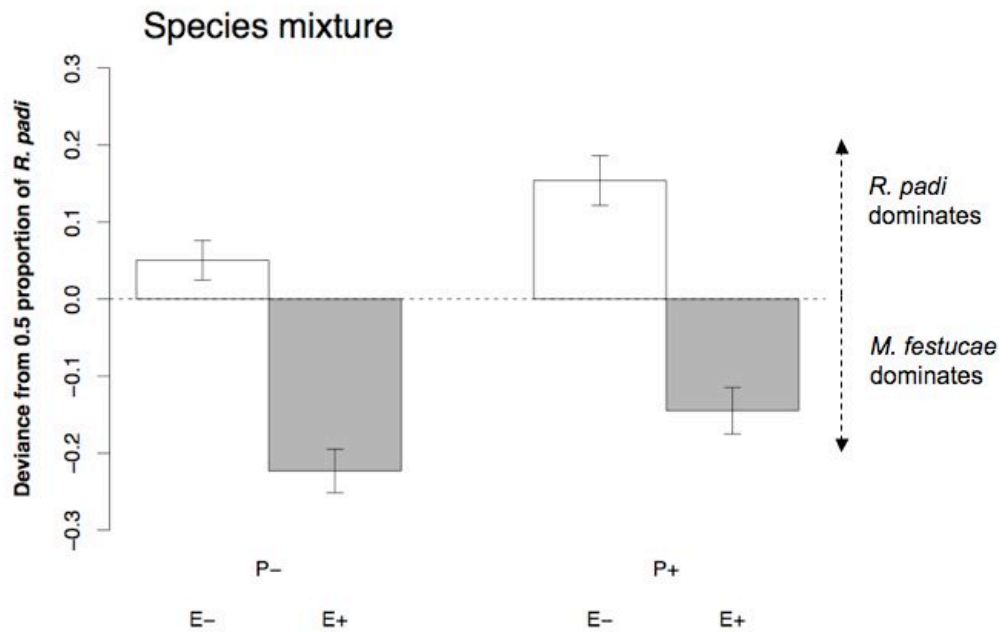 Species mixture
Deviance from 0.5 proportion of R. padi
0.3
0.2
0.1
0.0
−0.1
−0.2
−0.3
R. padi
dominates
M. festucae
dominates
P− P+
E− E+ E− E+